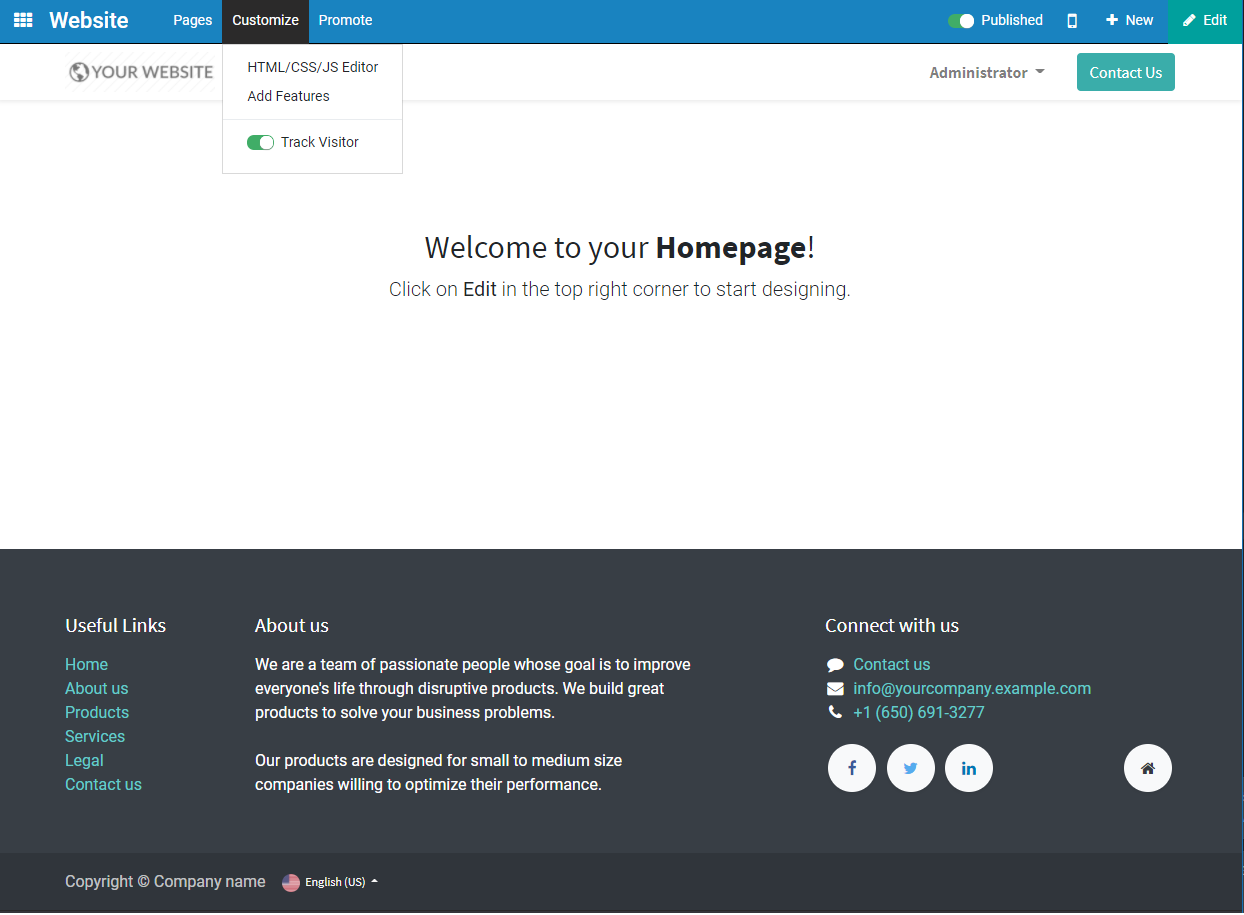 Website Pages Customize Promote Published New Edit
HTML/CSS/JS Editor
Add Features
Track Visitor
YOUR WEBSITE
Administrator Contact Us
Welcome to your Homepage!
Click on Edit in the top right corner to start designing.
Useful Links
Home
About us
Products
Services
Legal
Contact us
About us
We are a team of passionate people whose goal is to improve
everyone's life through disruptive products. We build great
products to solve your business problems.
Our products are designed for small to medium size
companies willing to optimize their performance.
Connect with us
Contact us
info@yourcompany.example.com
+1 (650) 691-3277
Copyright © Company name English (US)